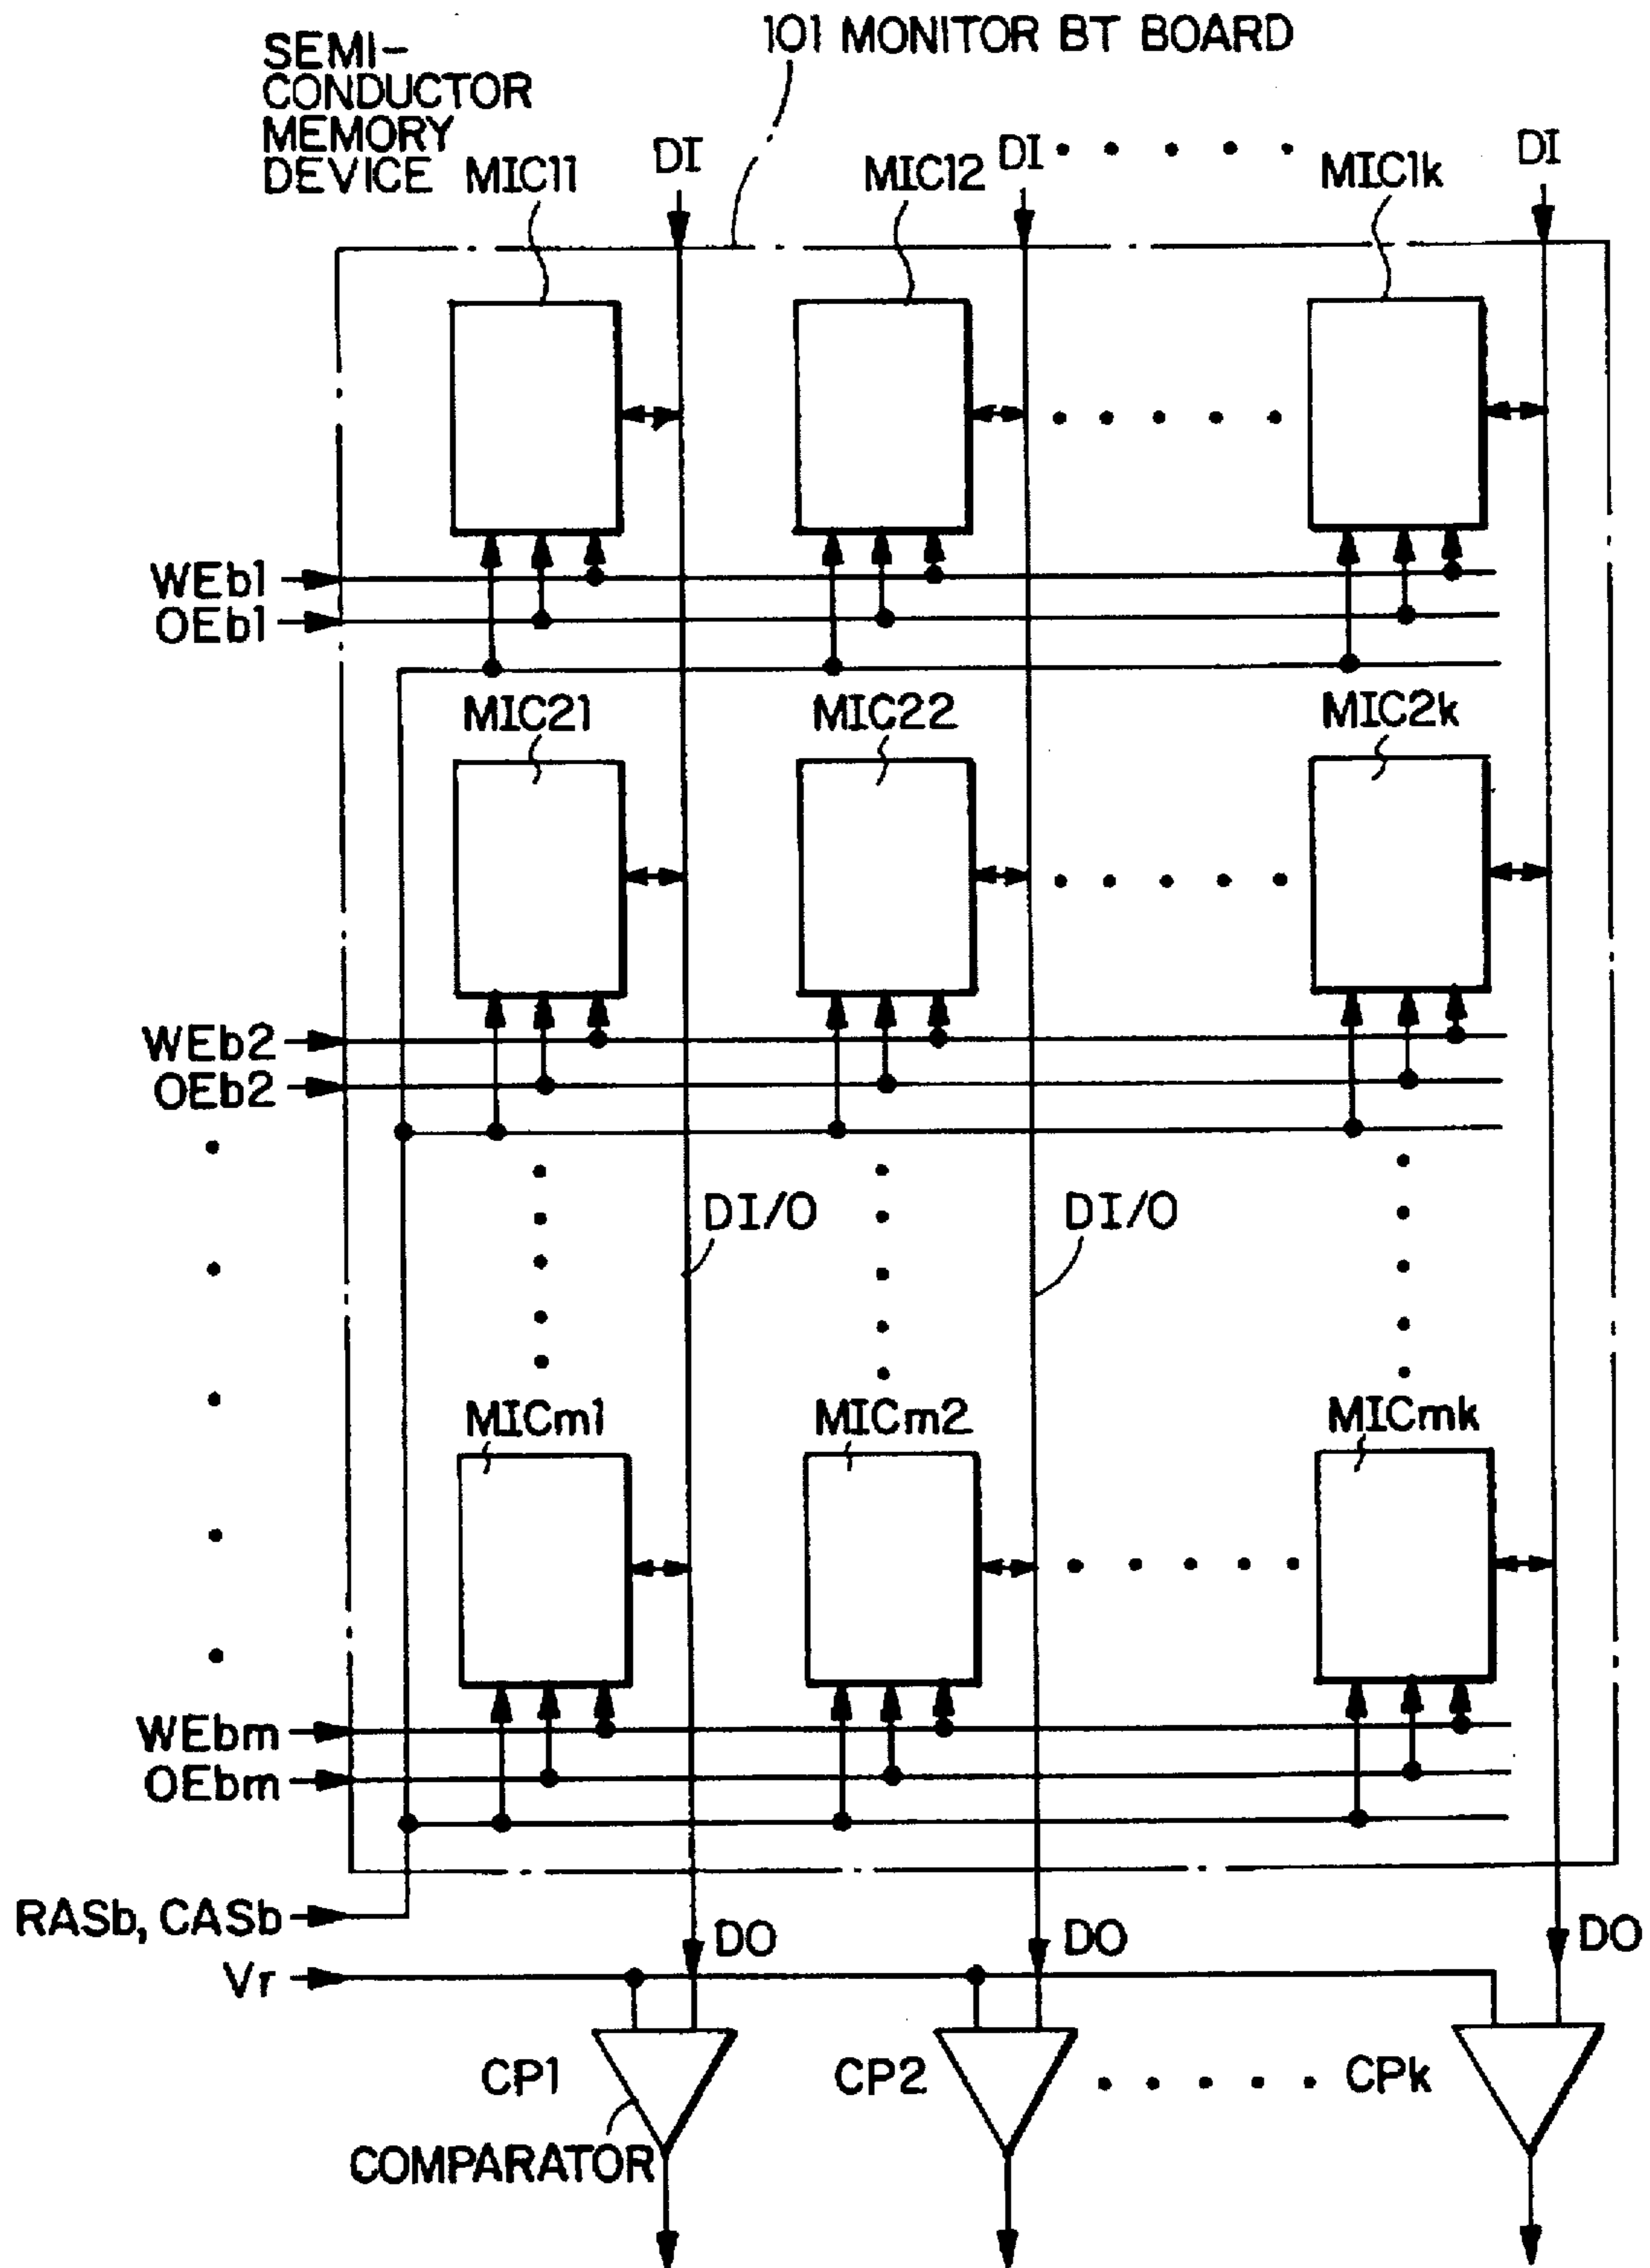 101 MONITOR BT BOARD
SEMI-
CONDUCTOR
MEMORY
DEVICE
MIC11
DI
MIC12
DI
MIC1k
DI
WEb1
OEb1
MIC21
MIC22
MIC2k
WEb2
OEb2
DI/O
DI/O
MICm1
MICm2
MICmk
WEbm
OEbm
RASb, CASb
DO
DO
DO
Vr
CP1
CP2
CPk
COMPARATOR